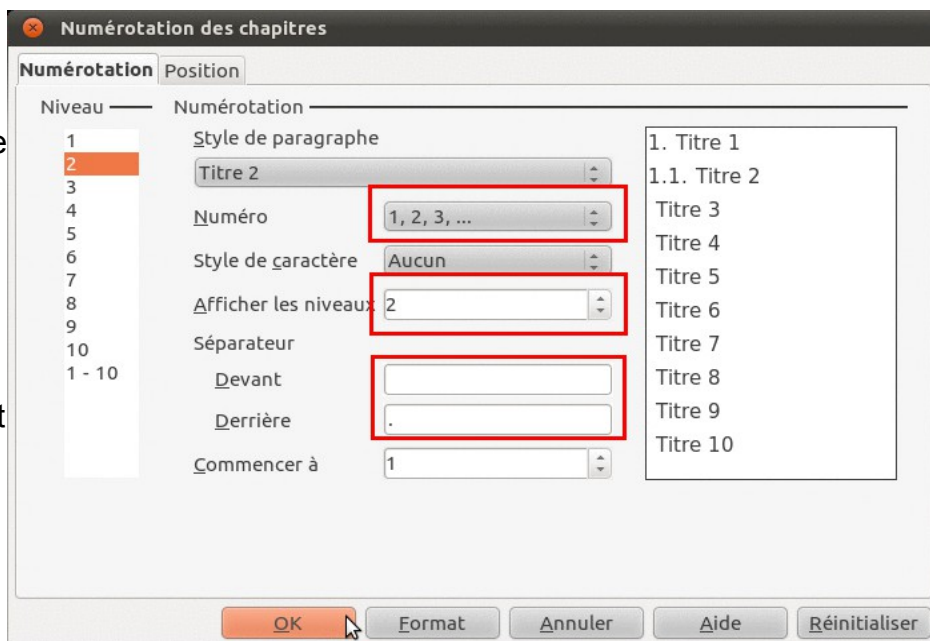 Numérotation des chapitres
Numérotation Position
Niveau
1
2
3
4
5
6
7
8
9
10
1 - 10
Numérotation
Style de paragraphe
Titre 2
Numéro 1, 2, 3, ...
Style de caractère Aucun
Afficher les niveaux 2
Séparateur
Devant
Derrière .
Commencer à 1
1. Titre 1
1.1. Titre 2
Titre 3
Titre 4
Titre 5
Titre 6
Titre 7
Titre 8
Titre 9
Titre 10
OK Format Annuler Aide Réinitialiser